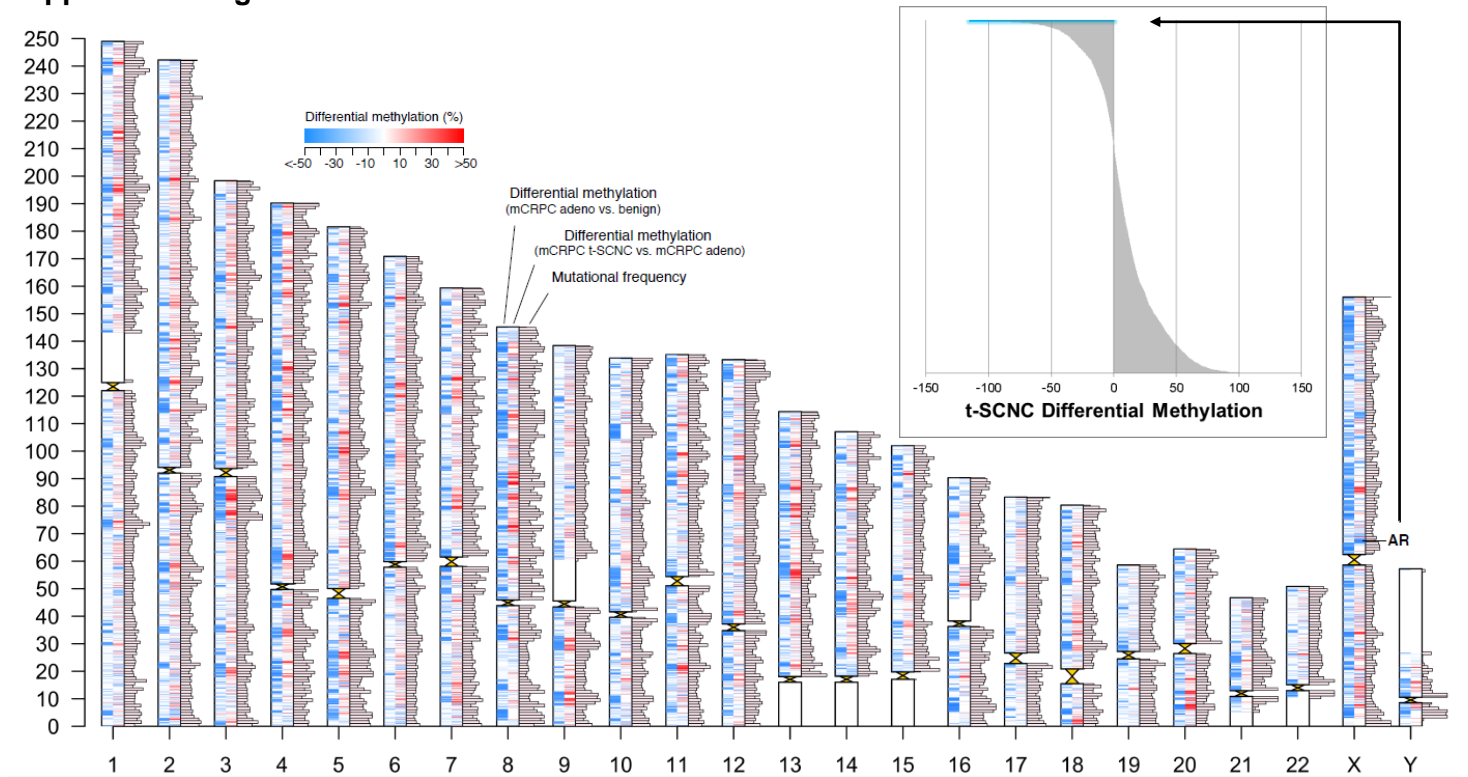 250
240
230
220
210
200
190
180
170
160
150
140
130
120
110
100
90
80
70
60
50
40
30
20
10
0
Differential methylation (%)
<-50 -30 -10 10 30 >50
Differential methylation
(mCRPC adeno vs. benign)
Differential methylation
(mCRPC t-SCNC vs. mCRPC adeno)
Mutational frequency
-150 -100 -50 0 50 100 150
t-SCNC Differential Methylation
AR
1 2 3 4 5 6 7 8 9 10 11 12 13 14 15 16 17 18 19 20 21 22 X Y